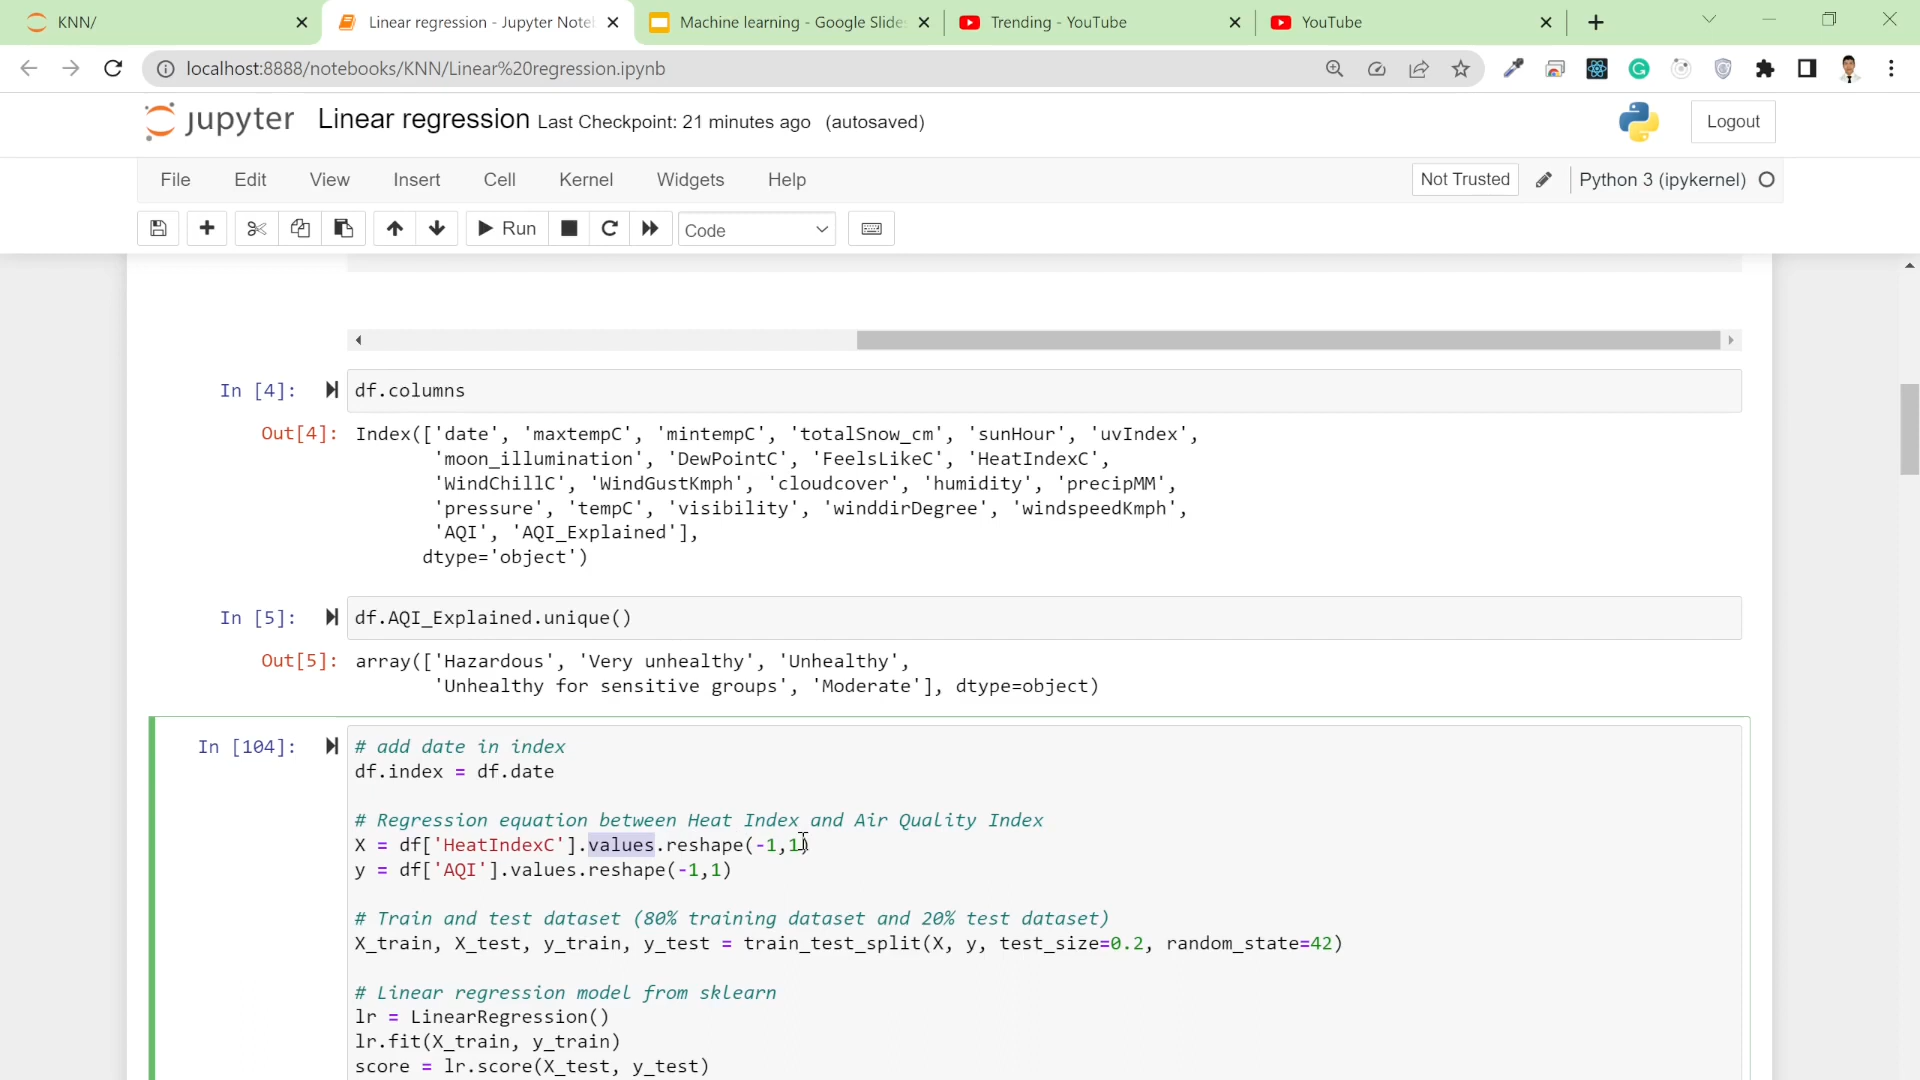 KNN/
Linear regression - Jupyter Note
Machine learning - Google Slide
Trending - YouTube
YouTube
localhost:8888/notebooks/KNN/Linear%20regression.ipynb
jupyter Linear regression Last Checkpoint: 21 minutes ago (autosaved)
Logout
File Edit View Insert Cell Kernel Widgets Help
Not Trusted
Python 3 (ipykernel)
Run
Code
In [4]: df.columns
Out[4]: Index(['date', 'maxtempC', 'mintempC', 'totalSnow_cm', 'sunHour', 'uvIndex',
'moon_illumination', 'DewPointC', 'FeelsLikeC', 'HeatIndexC',
'WindChillC', 'WindGustKmph', 'cloudcover', 'humidity', 'precipMM',
'pressure', 'tempC', 'visibility', 'winddirDegree', 'windspeedKmph',
'AQI', 'AQI_Explained'],
dtype='object')
In [5]: df.AQI_Explained.unique()
Out[5]: array(['Hazardous', 'Very unhealthy', 'Unhealthy',
'Unhealthy for sensitive groups', 'Moderate'], dtype=object)
In [104]: # add date in index
df.index = df.date
# Regression equation between Heat Index and Air Quality Index
X = df['HeatIndexC'].values.reshape(-1,1)
y = df['AQI'].values.reshape(-1,1)
# Train and test dataset (80% training dataset and 20% test dataset)
X_train, X_test, y_train, y_test = train_test_split(X, y, test_size=0.2, random_state=42)
# Linear regression model from sklearn
lr = LinearRegression()
lr.fit(X_train, y_train)
score = lr.score(X_test, y_test)